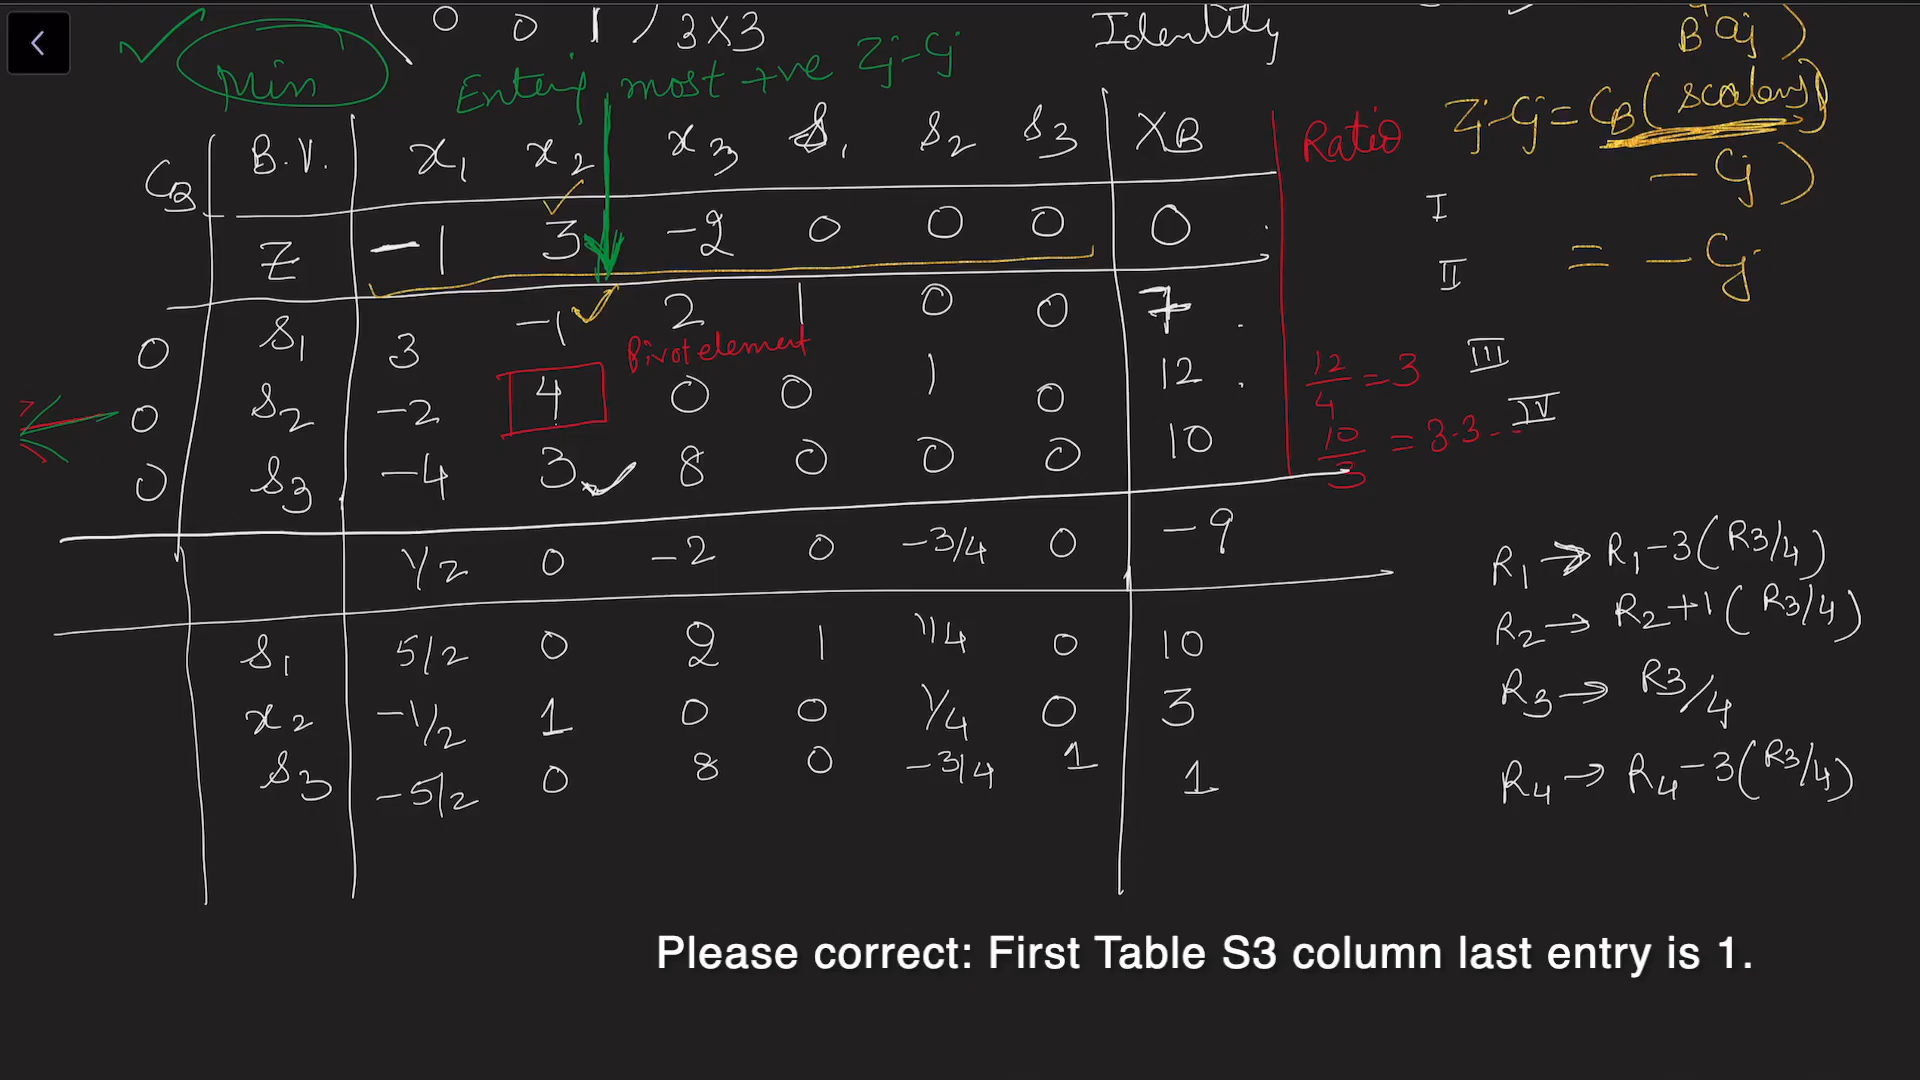 0 0 1 ) 3×3 Identity
B⁻¹aj )
Min Entering most +ve Zj-Cj
Zj-Cj = CB (scalars)
- Cj )
= - Cj
CB B.V. x1 x2 x3 s1 s2 s3 XB Ratio
Z -1 3 -2 0 0 0 0 I
II
0 s1 3 -1 2 1 0 0 7
Pivot element
0 s2 -2 4 0 0 1 0 12 12/4 = 3 III
0 s3 -4 3 8 0 0 0 10 10/3 = 3.3-- IV
1/2 0 -2 0 -3/4 0 -9
s1 5/2 0 2 1 1/4 0 10
x2 -1/2 1 0 0 1/4 0 3
s3 -5/2 0 8 0 -3/4 1 1
R1 → R1-3(R3/4)
R2 → R2+1(R3/4)
R3 → R3/4
R4 → R4-3(R3/4)
Please correct: First Table S3 column last entry is 1.